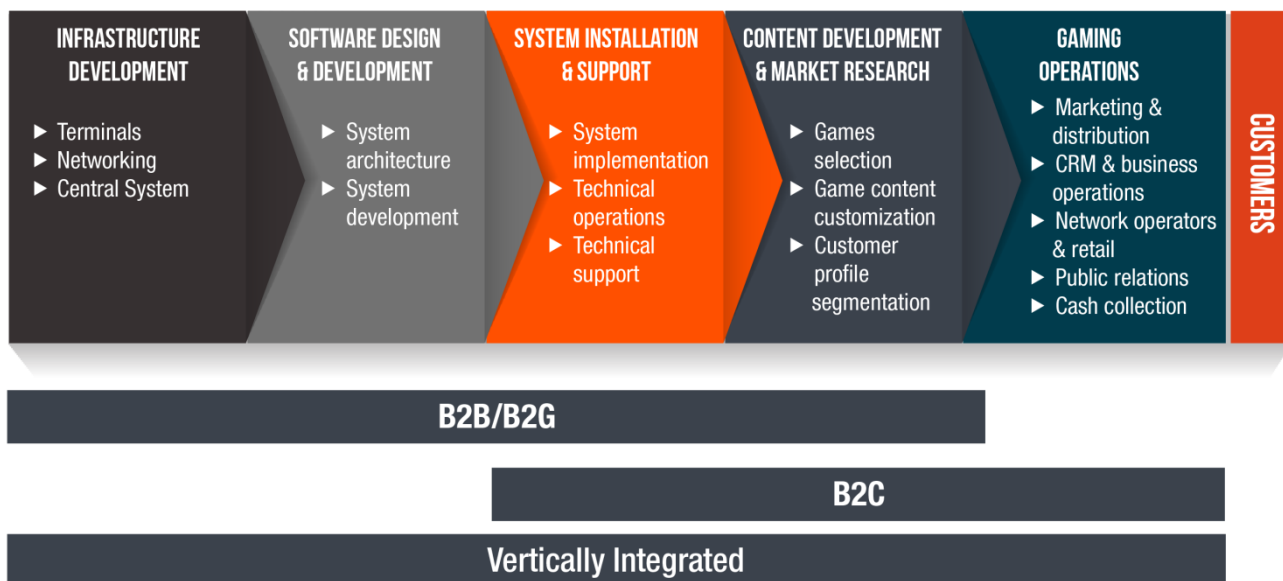 INFRASTRUCTURE
DEVELOPMENT
► Terminals
► Networking
► Central System
SOFTWARE DESIGN
& DEVELOPMENT
► System
architecture
► System
development
SYSTEM INSTALLATION
& SUPPORT
► System
implementation
► Technical
operations
► Technical
support
CONTENT DEVELOPMENT
& MARKET RESEARCH
► Games
selection
► Game content
customization
► Customer
profile
segmentation
GAMING
OPERATIONS
► Marketing &
distribution
► CRM & business
operations
► Network operators
& retail
► Public relations
► Cash collection
CUSTOMERS
B2B/B2G
B2C
Vertically Integrated